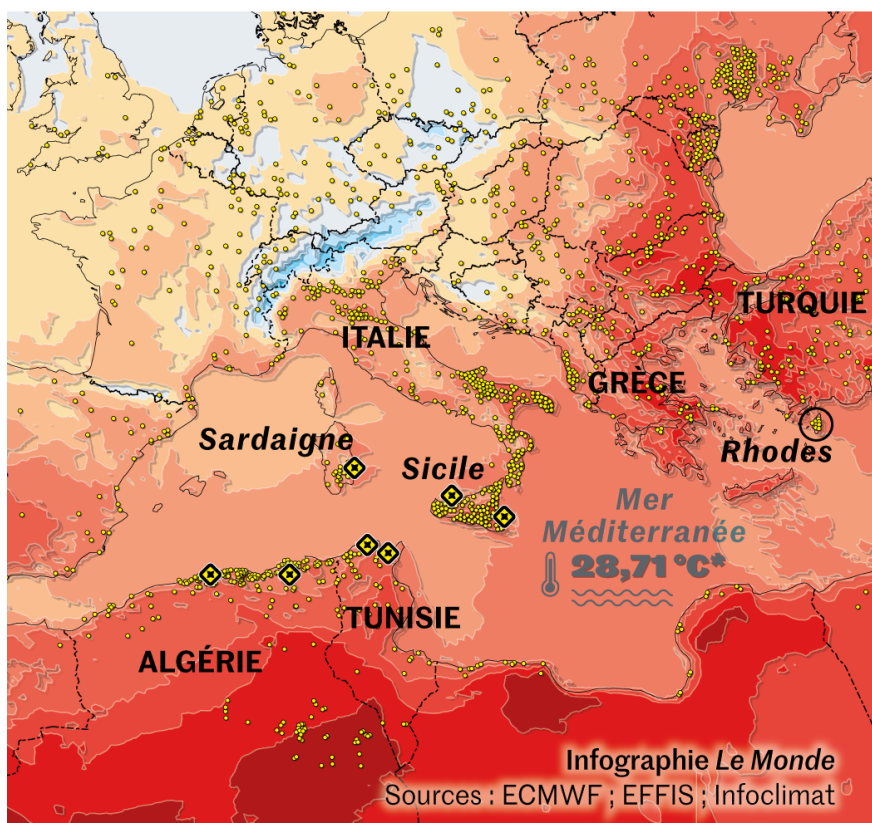 TURQUIE
ITALIE
GRÈCE
Sardaigne
Sicile
Rhodes
Mer
Méditerranée
28,71 °C*
TUNISIE
ALGÉRIE
Infographie Le Monde
Sources : ECMWF ; EFFIS ; Infoclimat